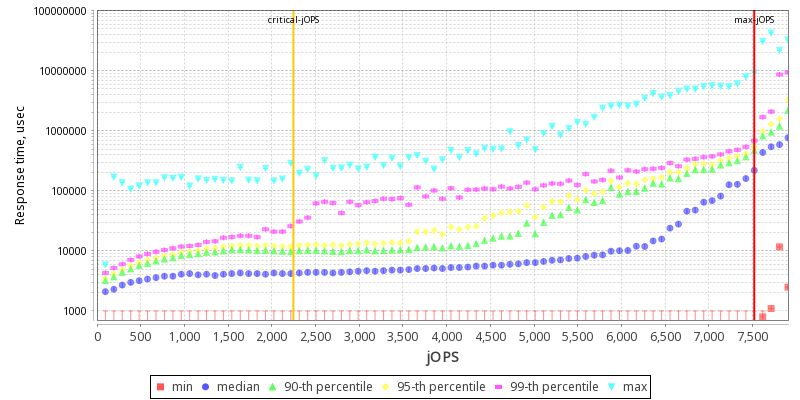 critical-jOPS
max-jOPS
100000000
10000000
1000000
100000
10000
1000
Response time, usec
0 500 1,000 1,500 2,000 2,500 3,000 3,500 4,000 4,500 5,000 5,500 6,000 6,500 7,000 7,500
jOPS
min median 90-th percentile 95-th percentile 99-th percentile max